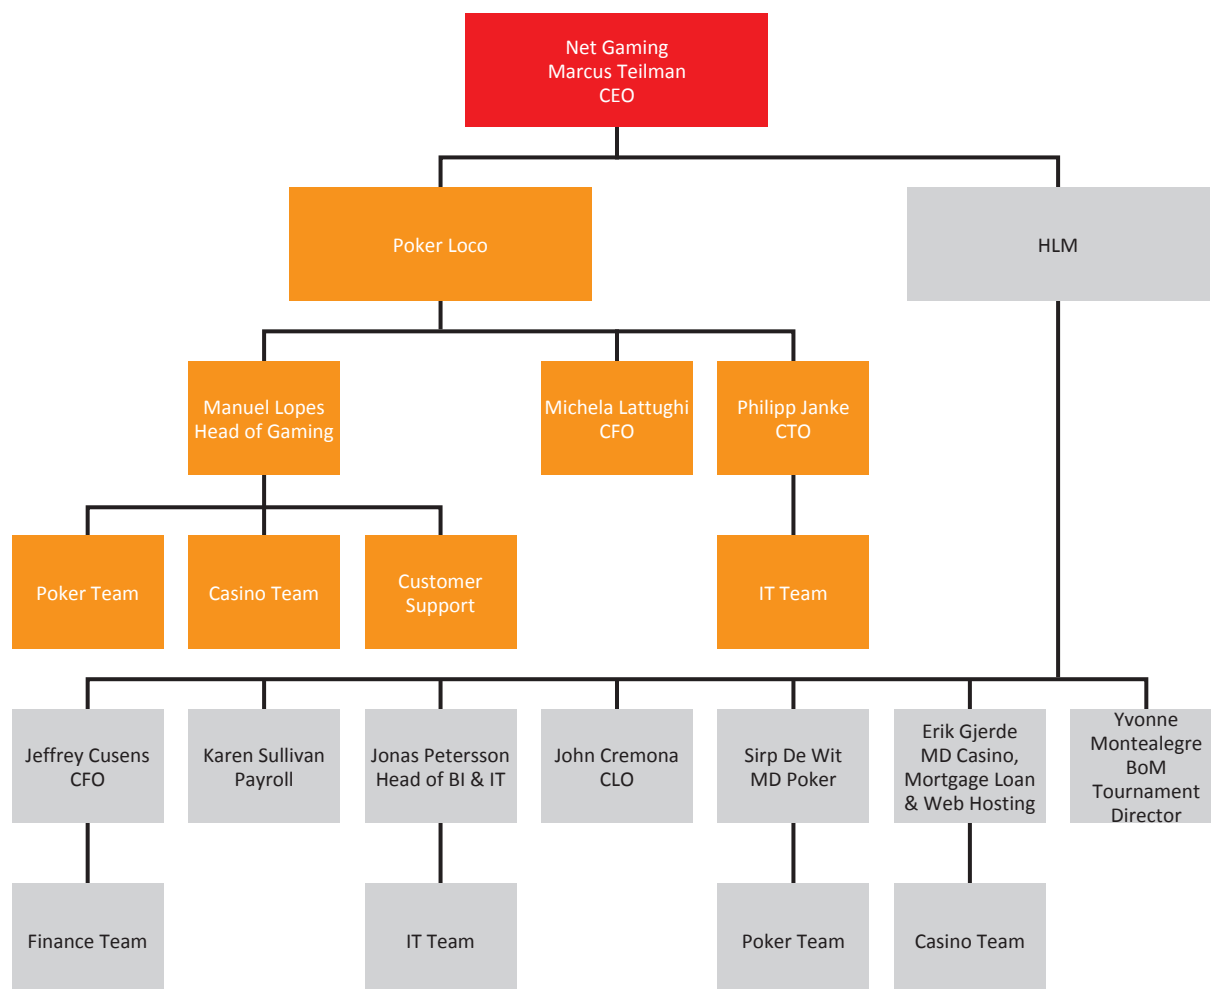 Net Gaming
Marcus Teilman
CEO
Poker Loco
HLM
Manuel Lopes
Head of Gaming
Michela Lattughi
CFO
Philipp Janke
CTO
Poker Team
Casino Team
Customer
Support
IT Team
Jeffrey Cusens
CFO
Karen Sullivan
Payroll
Jonas Petersson
Head of BI & IT
John Cremona
CLO
Sirp De Wit
MD Poker
Erik Gjerde
MD Casino,
Mortgage Loan
& Web Hosting
Yvonne
Montealegre
BoM
Tournament
Director
Finance Team
IT Team
Poker Team
Casino Team